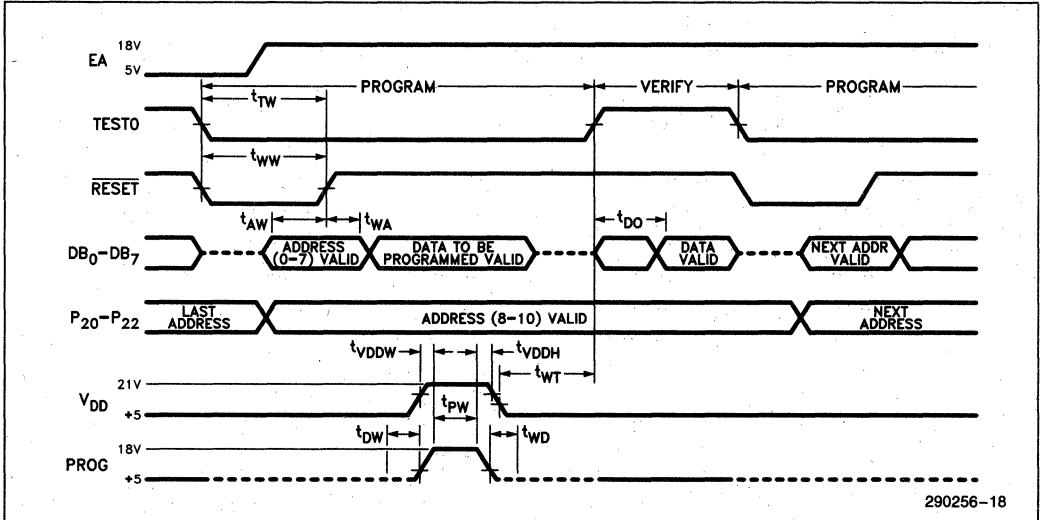 18V
EA
5V
PROGRAM
VERIFY
PROGRAM
tTW
TEST0
tWW
RESET
tAW
tWA
tDO
DB0–DB7
ADDRESS
(0–7) VALID
DATA TO BE
PROGRAMMED VALID
DATA
VALID
NEXT ADDR
VALID
P20–P22
LAST
ADDRESS
ADDRESS (8–10) VALID
NEXT
ADDRESS
tVDDW
tVDDH
tWT
21V
VDD
+5
tPW
tDW
tWD
18V
PROG
+5
290256–18